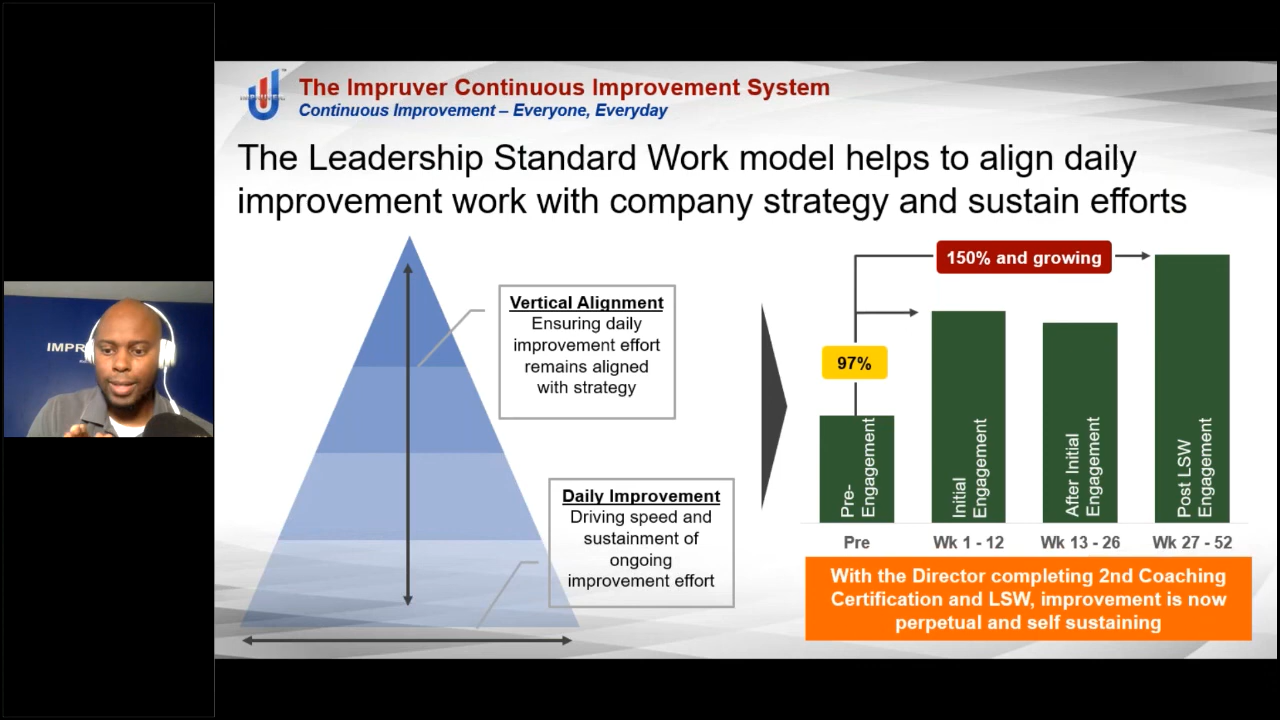 The Impruver Continuous Improvement System
Continuous Improvement – Everyone, Everyday
The Leadership Standard Work model helps to align daily
improvement work with company strategy and sustain efforts
Vertical Alignment
Ensuring daily
improvement effort
remains aligned
with strategy
Daily Improvement
Driving speed and
sustainment of
ongoing
improvement effort
150% and growing
97%
Pre-
Engagement
Initial
Engagement
After Initial
Engagement
Post LSW
Engagement
Pre
Wk 1 - 12
Wk 13 - 26
Wk 27 - 52
With the Director completing 2nd Coaching
Certification and LSW, improvement is now
perpetual and self sustaining
IMPR